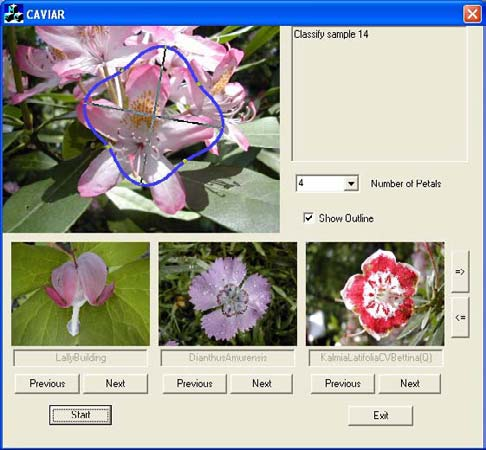 CAVIAR
Classify sample 14
4
Number of Petals
Show Outline
LallyBuilding
DianthusAmurensis
KalmiaLatifoliaCVBettina(Q)
=>
<=
Previous Next Previous Next Previous Next
Start Exit